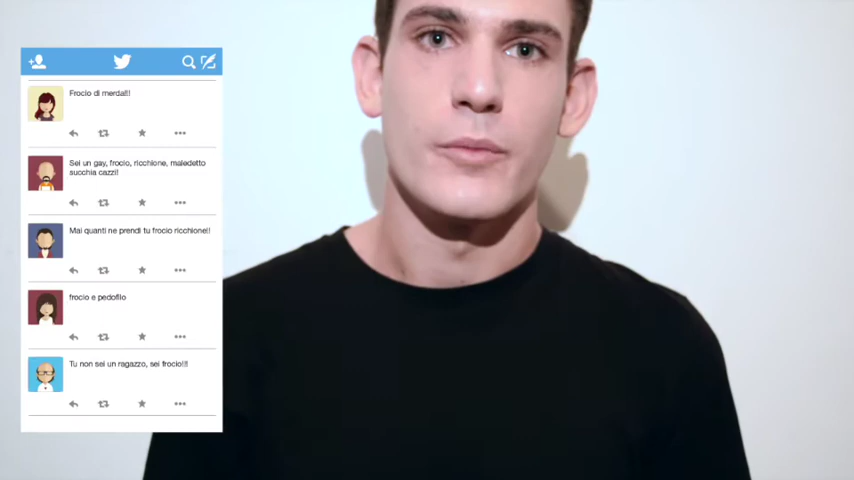 Frocio di merda!!!
Sei un gay, frocio, ricchione, maledetto
succhia cazzi!
Mai quanti ne prendi tu frocio ricchione!!
frocio e pedofilo
Tu non sei un ragazzo, sei frocio!!!